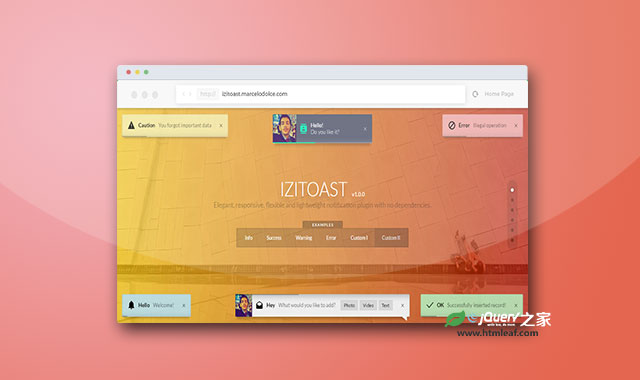 http://
izitoast.marcelodolce.com
Home Page
Caution You forgot important data
Hello!
Do you like it?
Error Illegal operation
IZITOAST v1.0.0
Elegant, responsive, flexible and lightweight notification plugin with no dependencies.
EXAMPLES
Info Success Warning Error Custom I Custom II
Hello Welcome!
Hey What would you like to add? Photo Video Text
OK Successfully inserted record!
jQuery之家
www.htmleaf.com